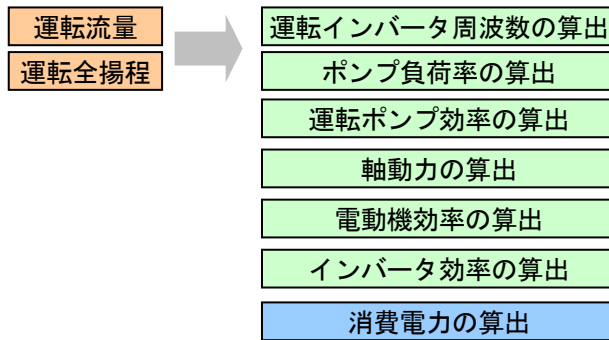 運転流量
運転全揚程
運転インバータ周波数の算出
ポンプ負荷率の算出
運転ポンプ効率の算出
軸動力の算出
電動機効率の算出
インバータ効率の算出
消費電力の算出